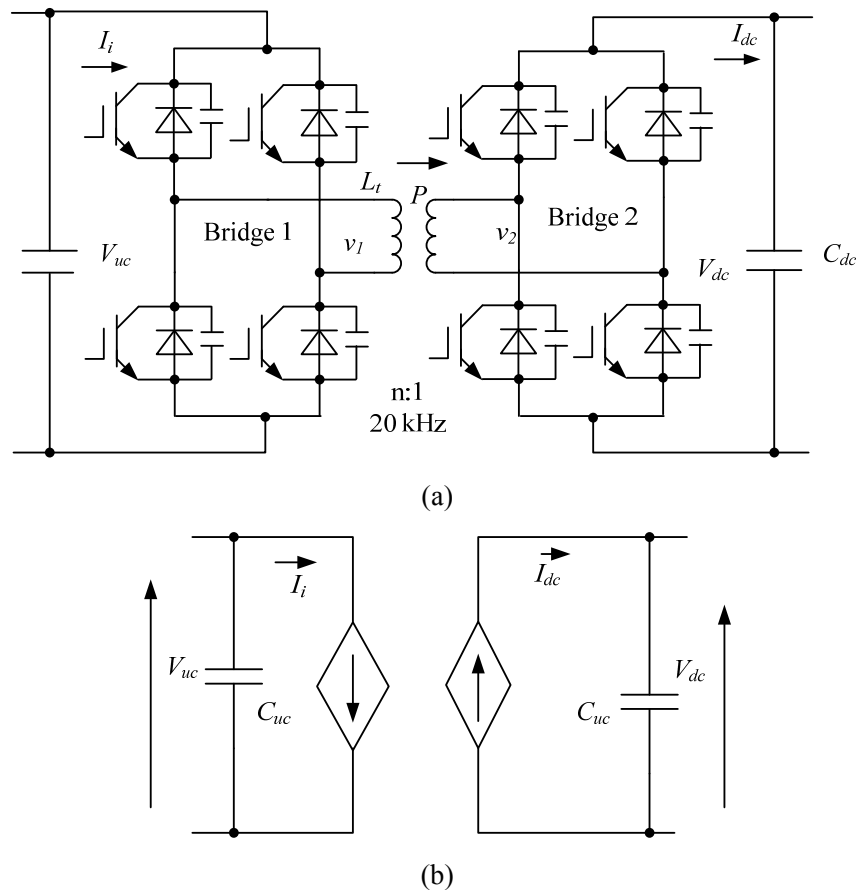 I_i
I_dc
L_t
P
Bridge 1
Bridge 2
v_1
v_2
V_uc
V_dc
C_dc
n:1
20 kHz
(a)
I_i
I_dc
V_uc
V_dc
C_uc
C_uc
(b)